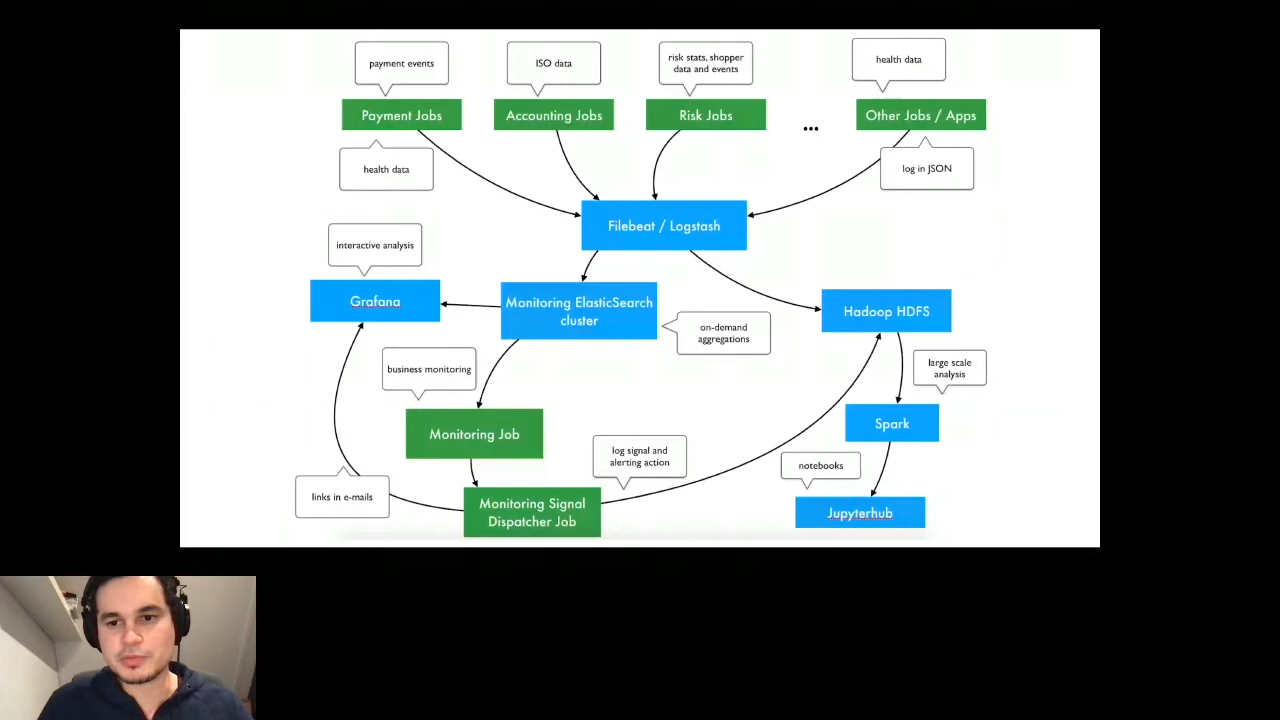 payment events
ISO data
risk stats, shopper
data and events
health data
Payment Jobs
Accounting Jobs
Risk Jobs
...
Other Jobs / Apps
health data
log in JSON
Filebeat / Logstash
interactive analysis
Grafana
Monitoring ElasticSearch
cluster
Hadoop HDFS
on-demand
aggregations
business monitoring
large scale
analysis
Monitoring Job
Spark
log signal and
alerting action
notebooks
links in e-mails
Monitoring Signal
Dispatcher Job
Jupyterhub